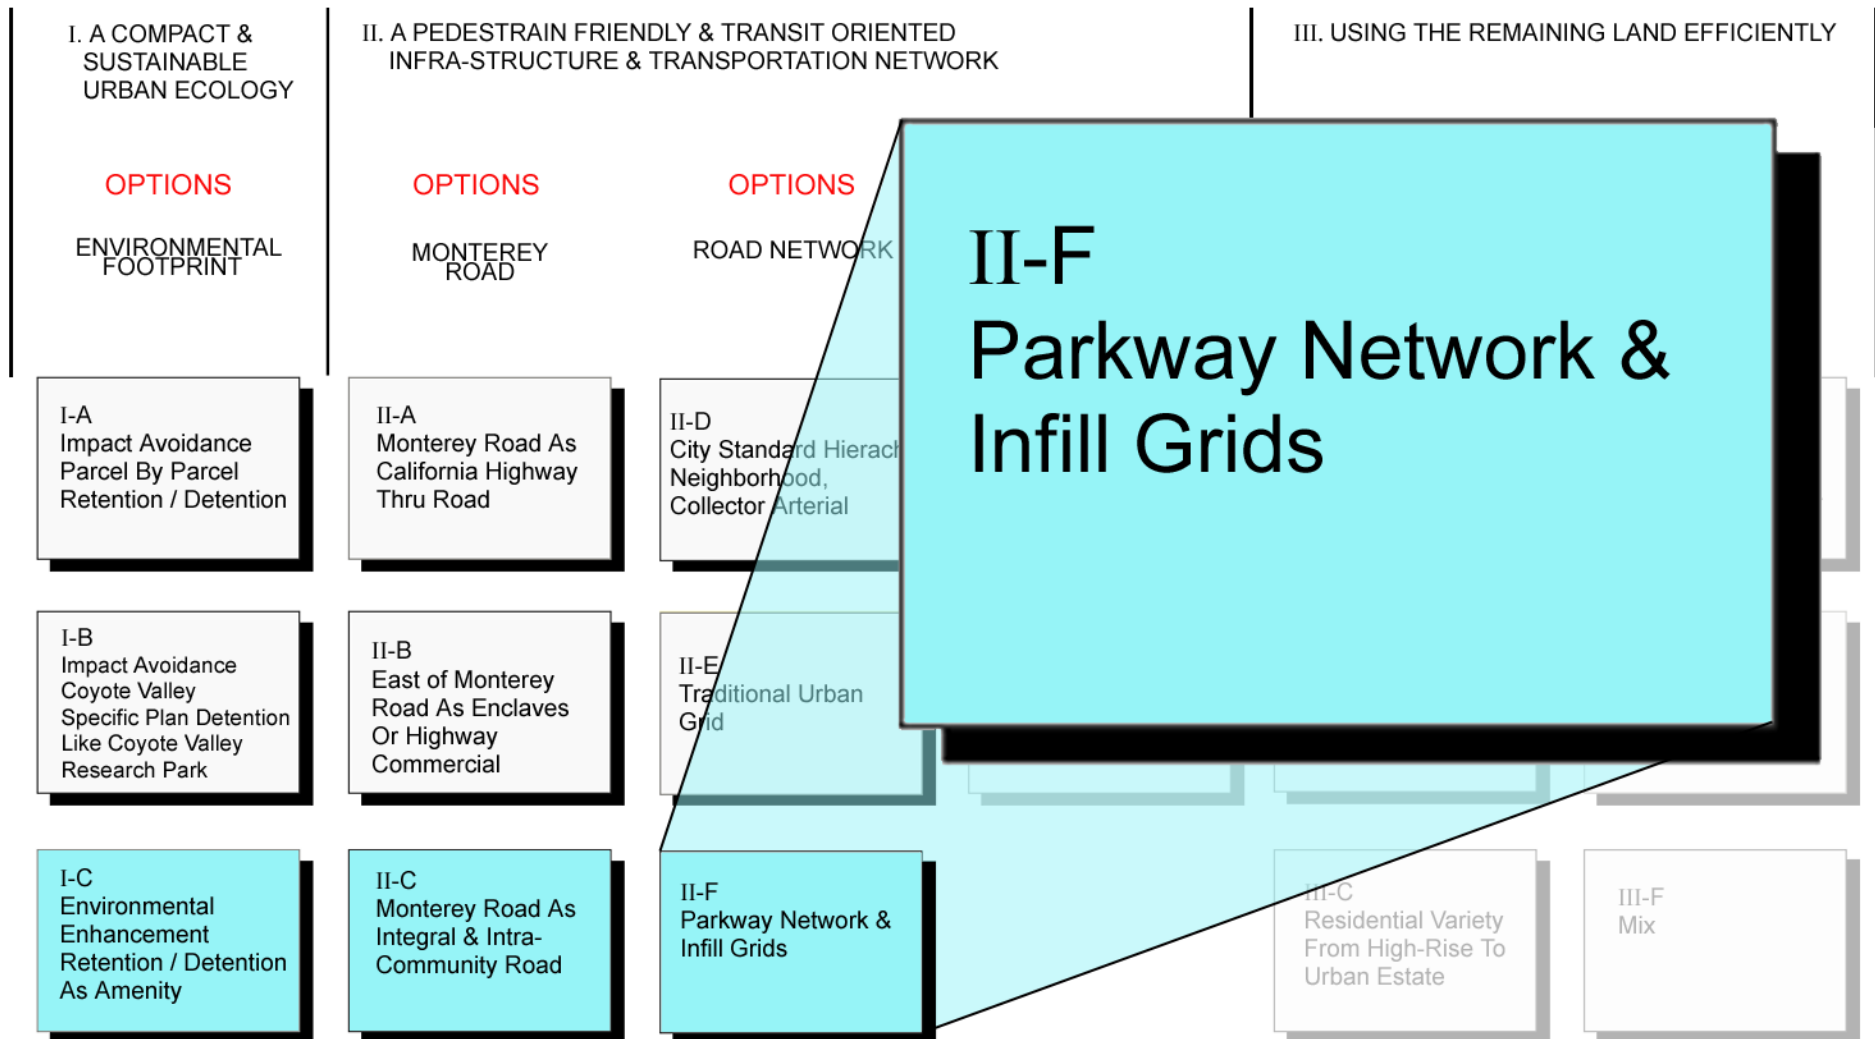 I. A COMPACT &
SUSTAINABLE
URBAN ECOLOGY
II. A PEDESTRAIN FRIENDLY & TRANSIT ORIENTED
INFRA-STRUCTURE & TRANSPORTATION NETWORK
III. USING THE REMAINING LAND EFFICIENTLY
OPTIONS
ENVIRONMENTAL
FOOTPRINT
OPTIONS
MONTEREY
ROAD
OPTIONS
ROAD NETWORK
II-F
Parkway Network &
Infill Grids
I-A
Impact Avoidance
Parcel By Parcel
Retention / Detention
II-A
Monterey Road As
California Highway
Thru Road
II-D
City Standard Hierach
Neighborhood,
Collector Arterial
I-B
Impact Avoidance
Coyote Valley
Specific Plan Detention
Like Coyote Valley
Research Park
II-B
East of Monterey
Road As Enclaves
Or Highway
Commercial
II-E
Traditional Urban
Grid
I-C
Environmental
Enhancement
Retention / Detention
As Amenity
II-C
Monterey Road As
Integral & Intra-
Community Road
II-F
Parkway Network &
Infill Grids
III-C
Residential Variety
From High-Rise To
Urban Estate
III-F
Mix